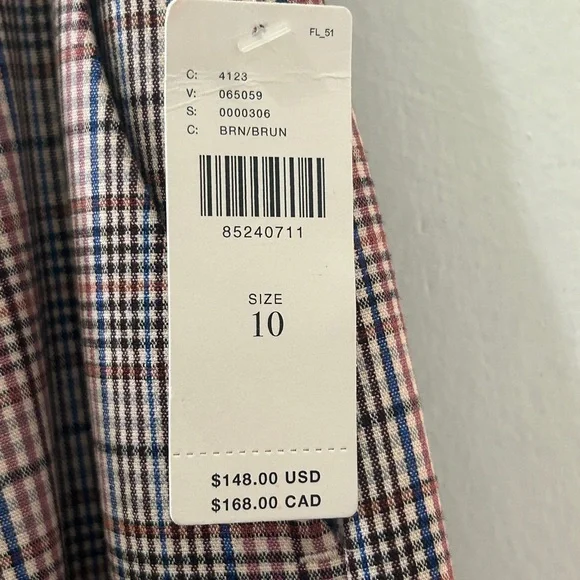 FL_51
C: 4123
V: 065059
S: 0000306
C: BRN/BRUN
85240711
SIZE
10
$148.00 USD
$168.00 CAD